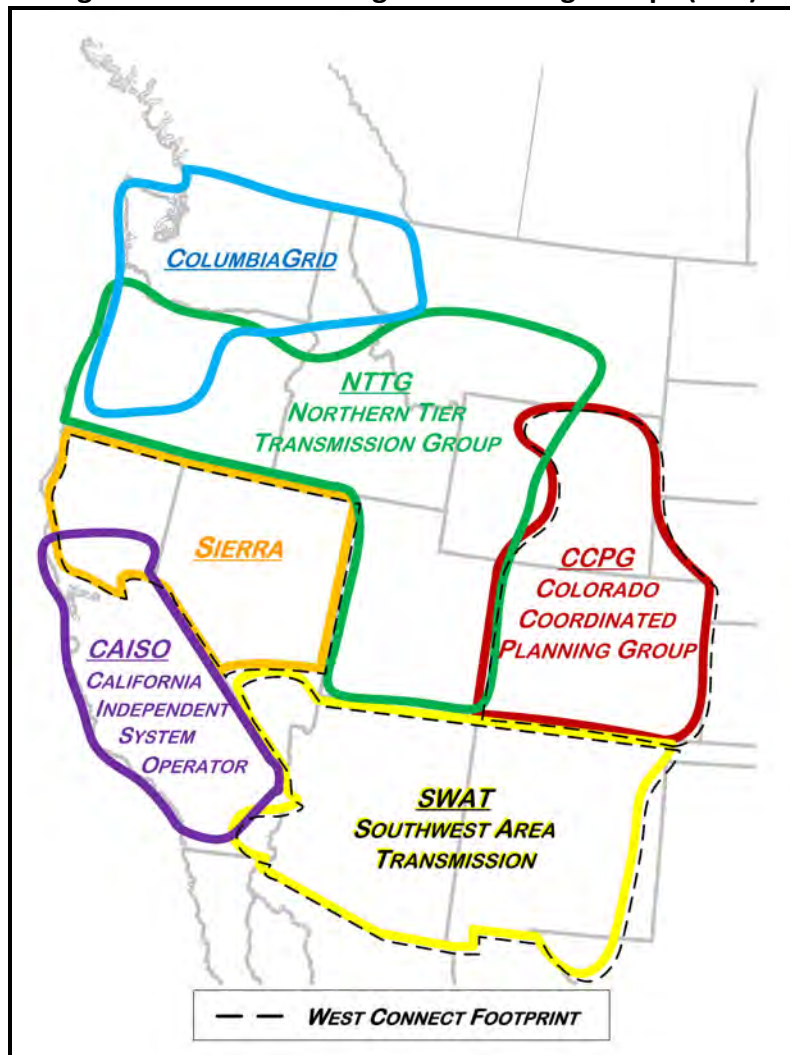 COLUMBIAGRID
NTTG
NORTHERN TIER
TRANSMISSION GROUP
SIERRA
CCPG
COLORADO
COORDINATED
PLANNING GROUP
CAISO
CALIFORNIA
INDEPENDENT
SYSTEM
OPERATOR
SWAT
SOUTHWEST AREA
TRANSMISSION
WEST CONNECT FOOTPRINT